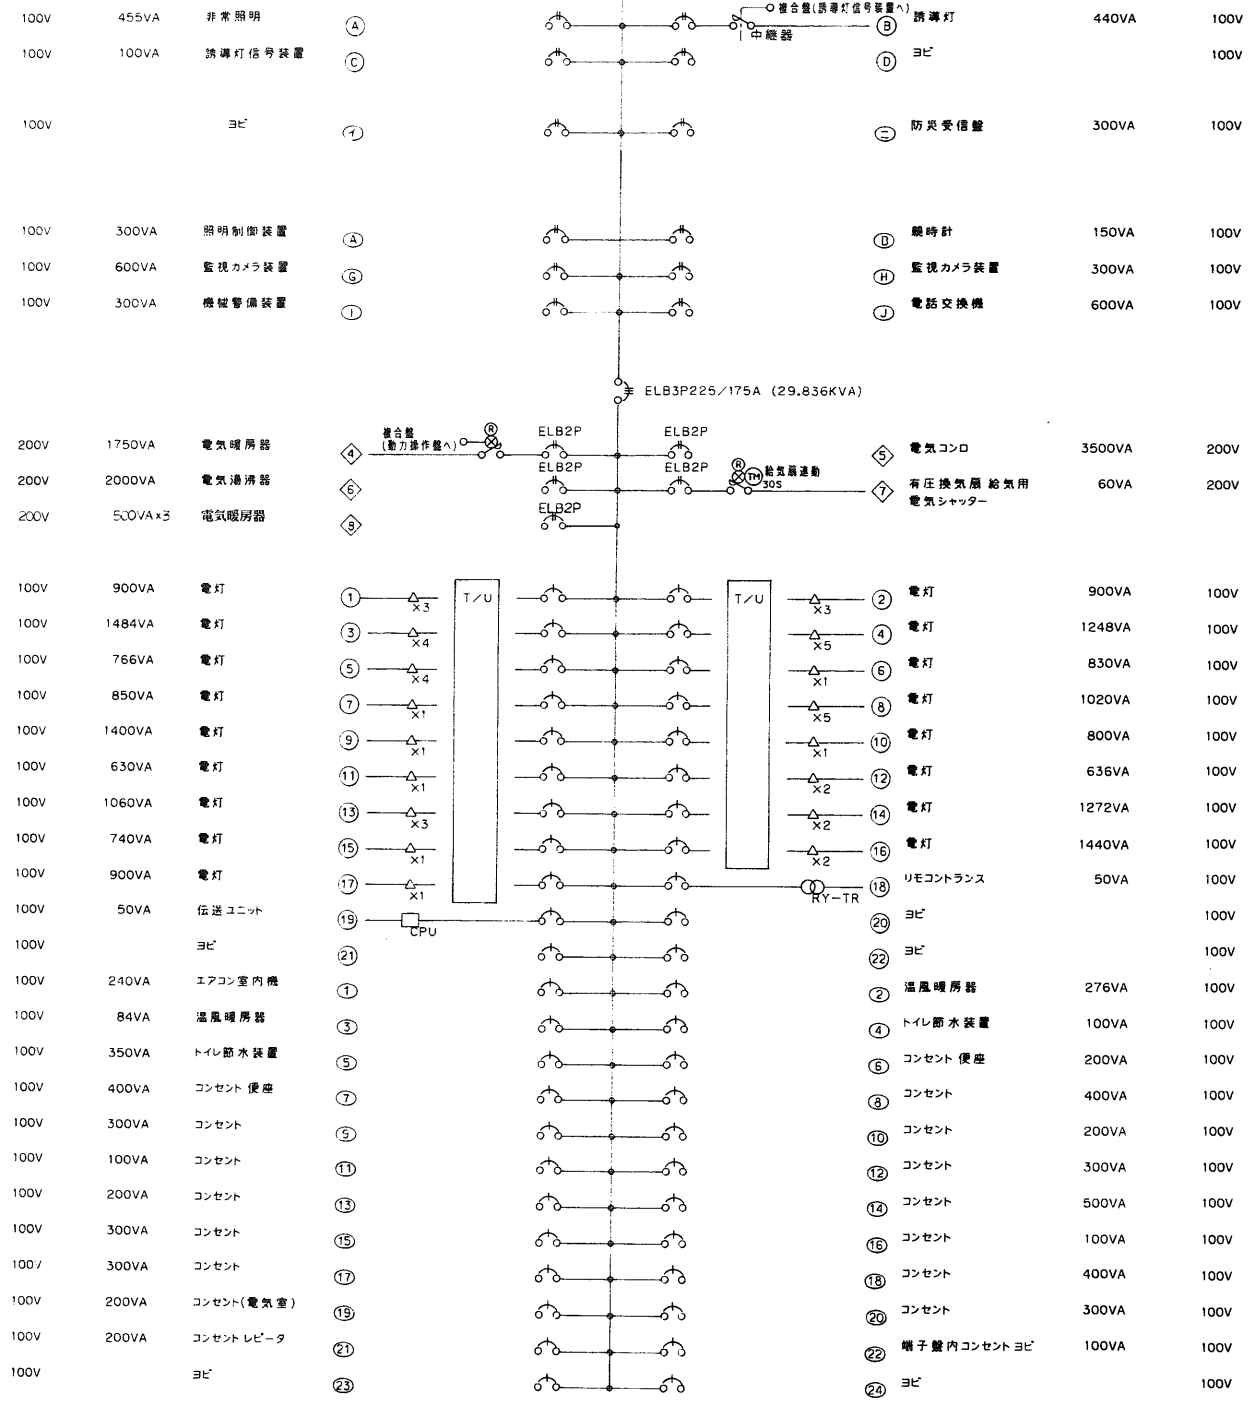 複合盤(誘導灯信号装置へ)
100V 455VA 非常照明 A 中継器 B 誘導灯 440VA 100V
100V 100VA 誘導灯信号装置 C D ヨビ 100V
100V ヨビ イ ニ 防災受信盤 300VA 100V
100V 300VA 照明制御装置 A 親時計 150VA 100V
100V 600VA 監視カメラ装置 G H 監視カメラ装置 300VA 100V
100V 300VA 機械警備装置 I J 電話交換機 600VA 100V
ELB3P225/175A (29.836KVA)
複合盤
(動力操作盤へ) R ELB2P ELB2P
200V 1750VA 電気暖房器 4 5 電気コンロ 3500VA 200V
ELB2P ELB2P R TM 給気扇連動
30S
200V 2000VA 電気湯沸器 6 7 有圧換気扇 給気用 60VA 200V
電気シャッター
ELB2P
200V 500VAx3 電気暖房器 8
100V 900VA 電灯 1 ×3 T/U T/U ×3 2 電灯 900VA 100V
100V 1484VA 電灯 3 ×4 ×5 4 電灯 1248VA 100V
100V 766VA 電灯 5 ×4 ×1 6 電灯 830VA 100V
100V 850VA 電灯 7 ×1 ×5 8 電灯 1020VA 100V
100V 1400VA 電灯 9 ×1 ×1 10 電灯 800VA 100V
100V 630VA 電灯 11 ×1 ×2 12 電灯 636VA 100V
100V 1060VA 電灯 13 ×3 ×2 14 電灯 1272VA 100V
100V 740VA 電灯 15 ×1 ×2 16 電灯 1440VA 100V
100V 900VA 電灯 17 ×1 RY-TR 18 リモコントランス 50VA 100V
100V 50VA 伝送ユニット 19 CPU 20 ヨビ 100V
100V ヨビ 21 22 ヨビ 100V
100V 240VA エアコン室内機 1 2 温風暖房器 276VA 100V
100V 84VA 温風暖房器 3 4 トイレ節水装置 100VA 100V
100V 350VA トイレ節水装置 5 6 コンセント 便座 200VA 100V
100V 400VA コンセント 便座 7 8 コンセント 400VA 100V
100V 300VA コンセント 9 10 コンセント 200VA 100V
100V 100VA コンセント 11 12 コンセント 300VA 100V
100V 200VA コンセント 13 14 コンセント 500VA 100V
100V 300VA コンセント 15 16 コンセント 100VA 100V
100V 300VA コンセント 17 18 コンセント 400VA 100V
100V 200VA コンセント(電気室) 19 20 コンセント 300VA 100V
100V 200VA コンセント レピータ 21 22 端子盤内コンセント ヨビ 100VA 100V
100V ヨビ 23 24 ヨビ 100V